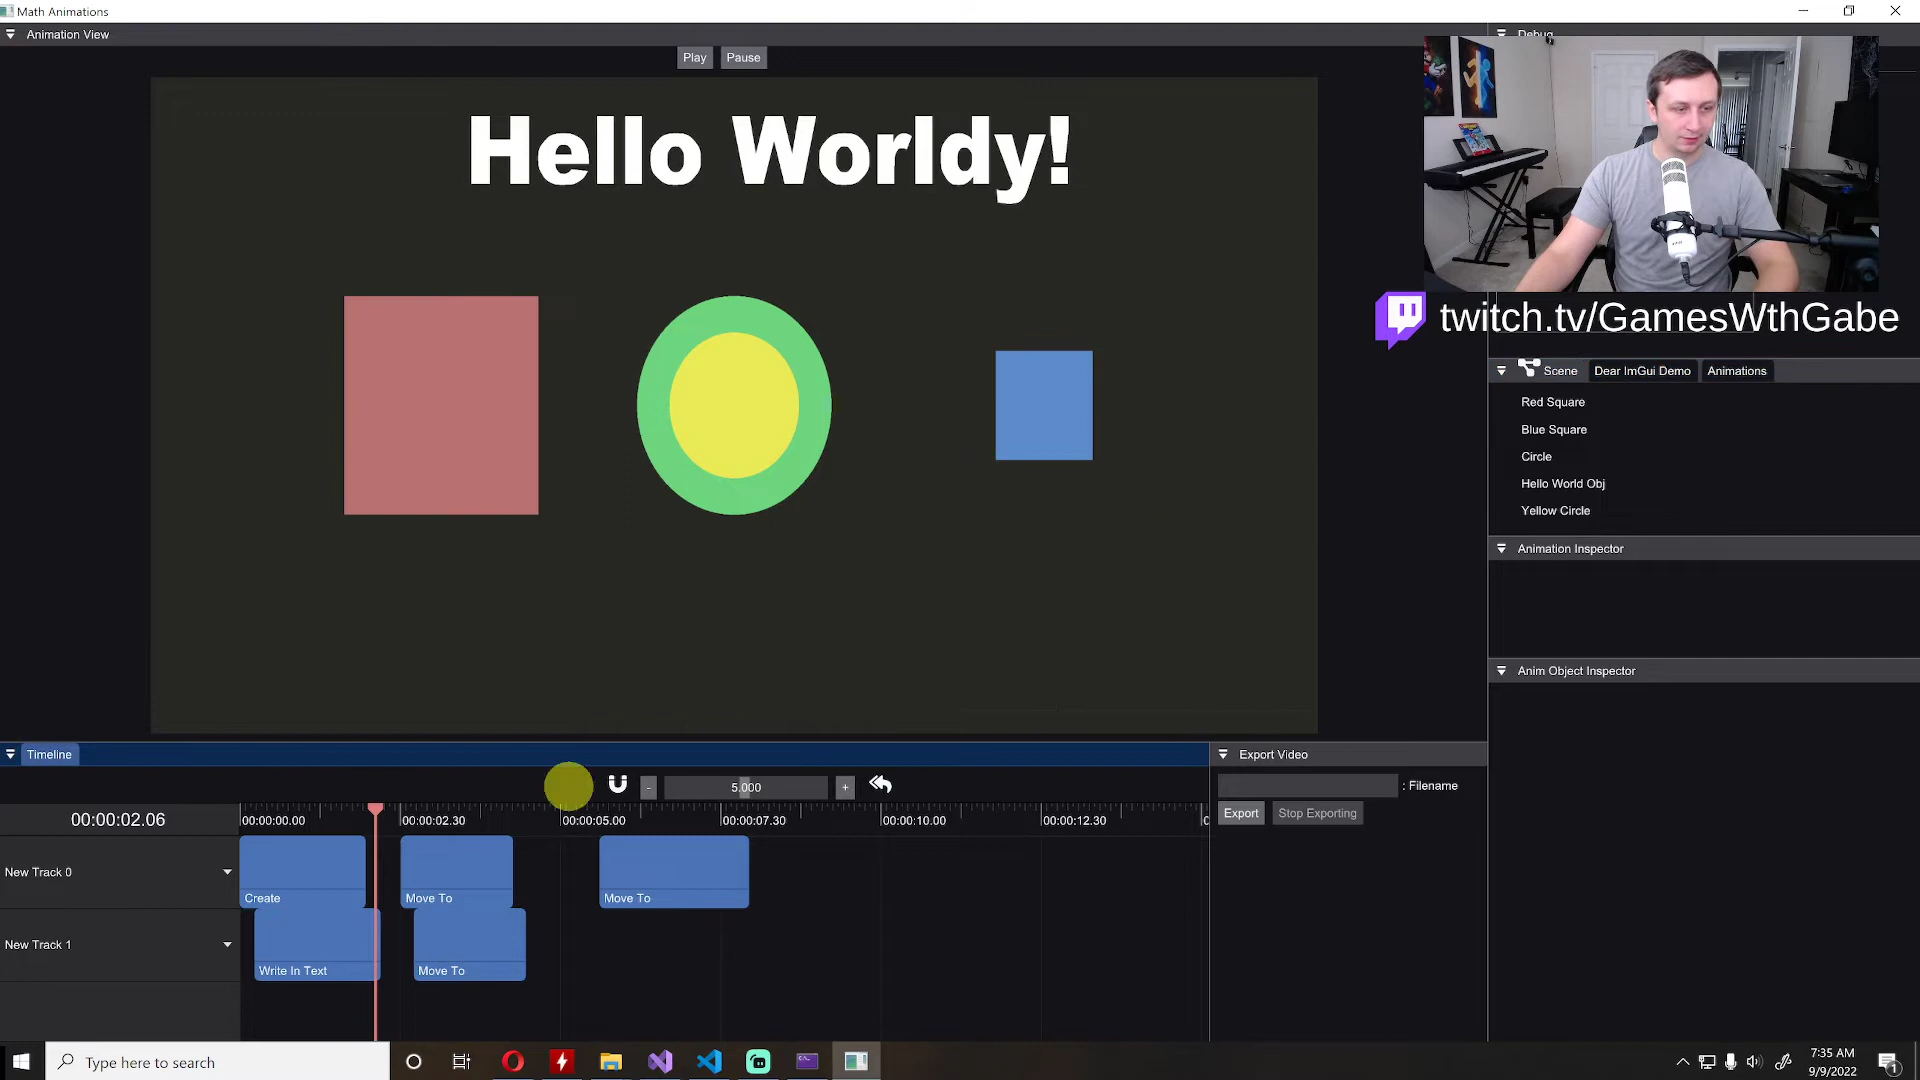 Math Animations
Animation View
Debug
Play
Pause
Hello Worldy!
twitch.tv/GamesWthGabe
Scene
Dear ImGui Demo
Animations
Red Square
Blue Square
Circle
Hello World Obj
Yellow Circle
Animation Inspector
Anim Object Inspector
Timeline
Export Video
-
5.000
+
: Filename
Export
Stop Exporting
00:00:02.06
00:00:00.00
00:00:02.30
00:00:05.00
00:00:07.30
00:00:10.00
00:00:12.30
New Track 0
Create
Move To
Move To
New Track 1
Write In Text
Move To
Type here to search
7:35 AM
9/9/2022
1